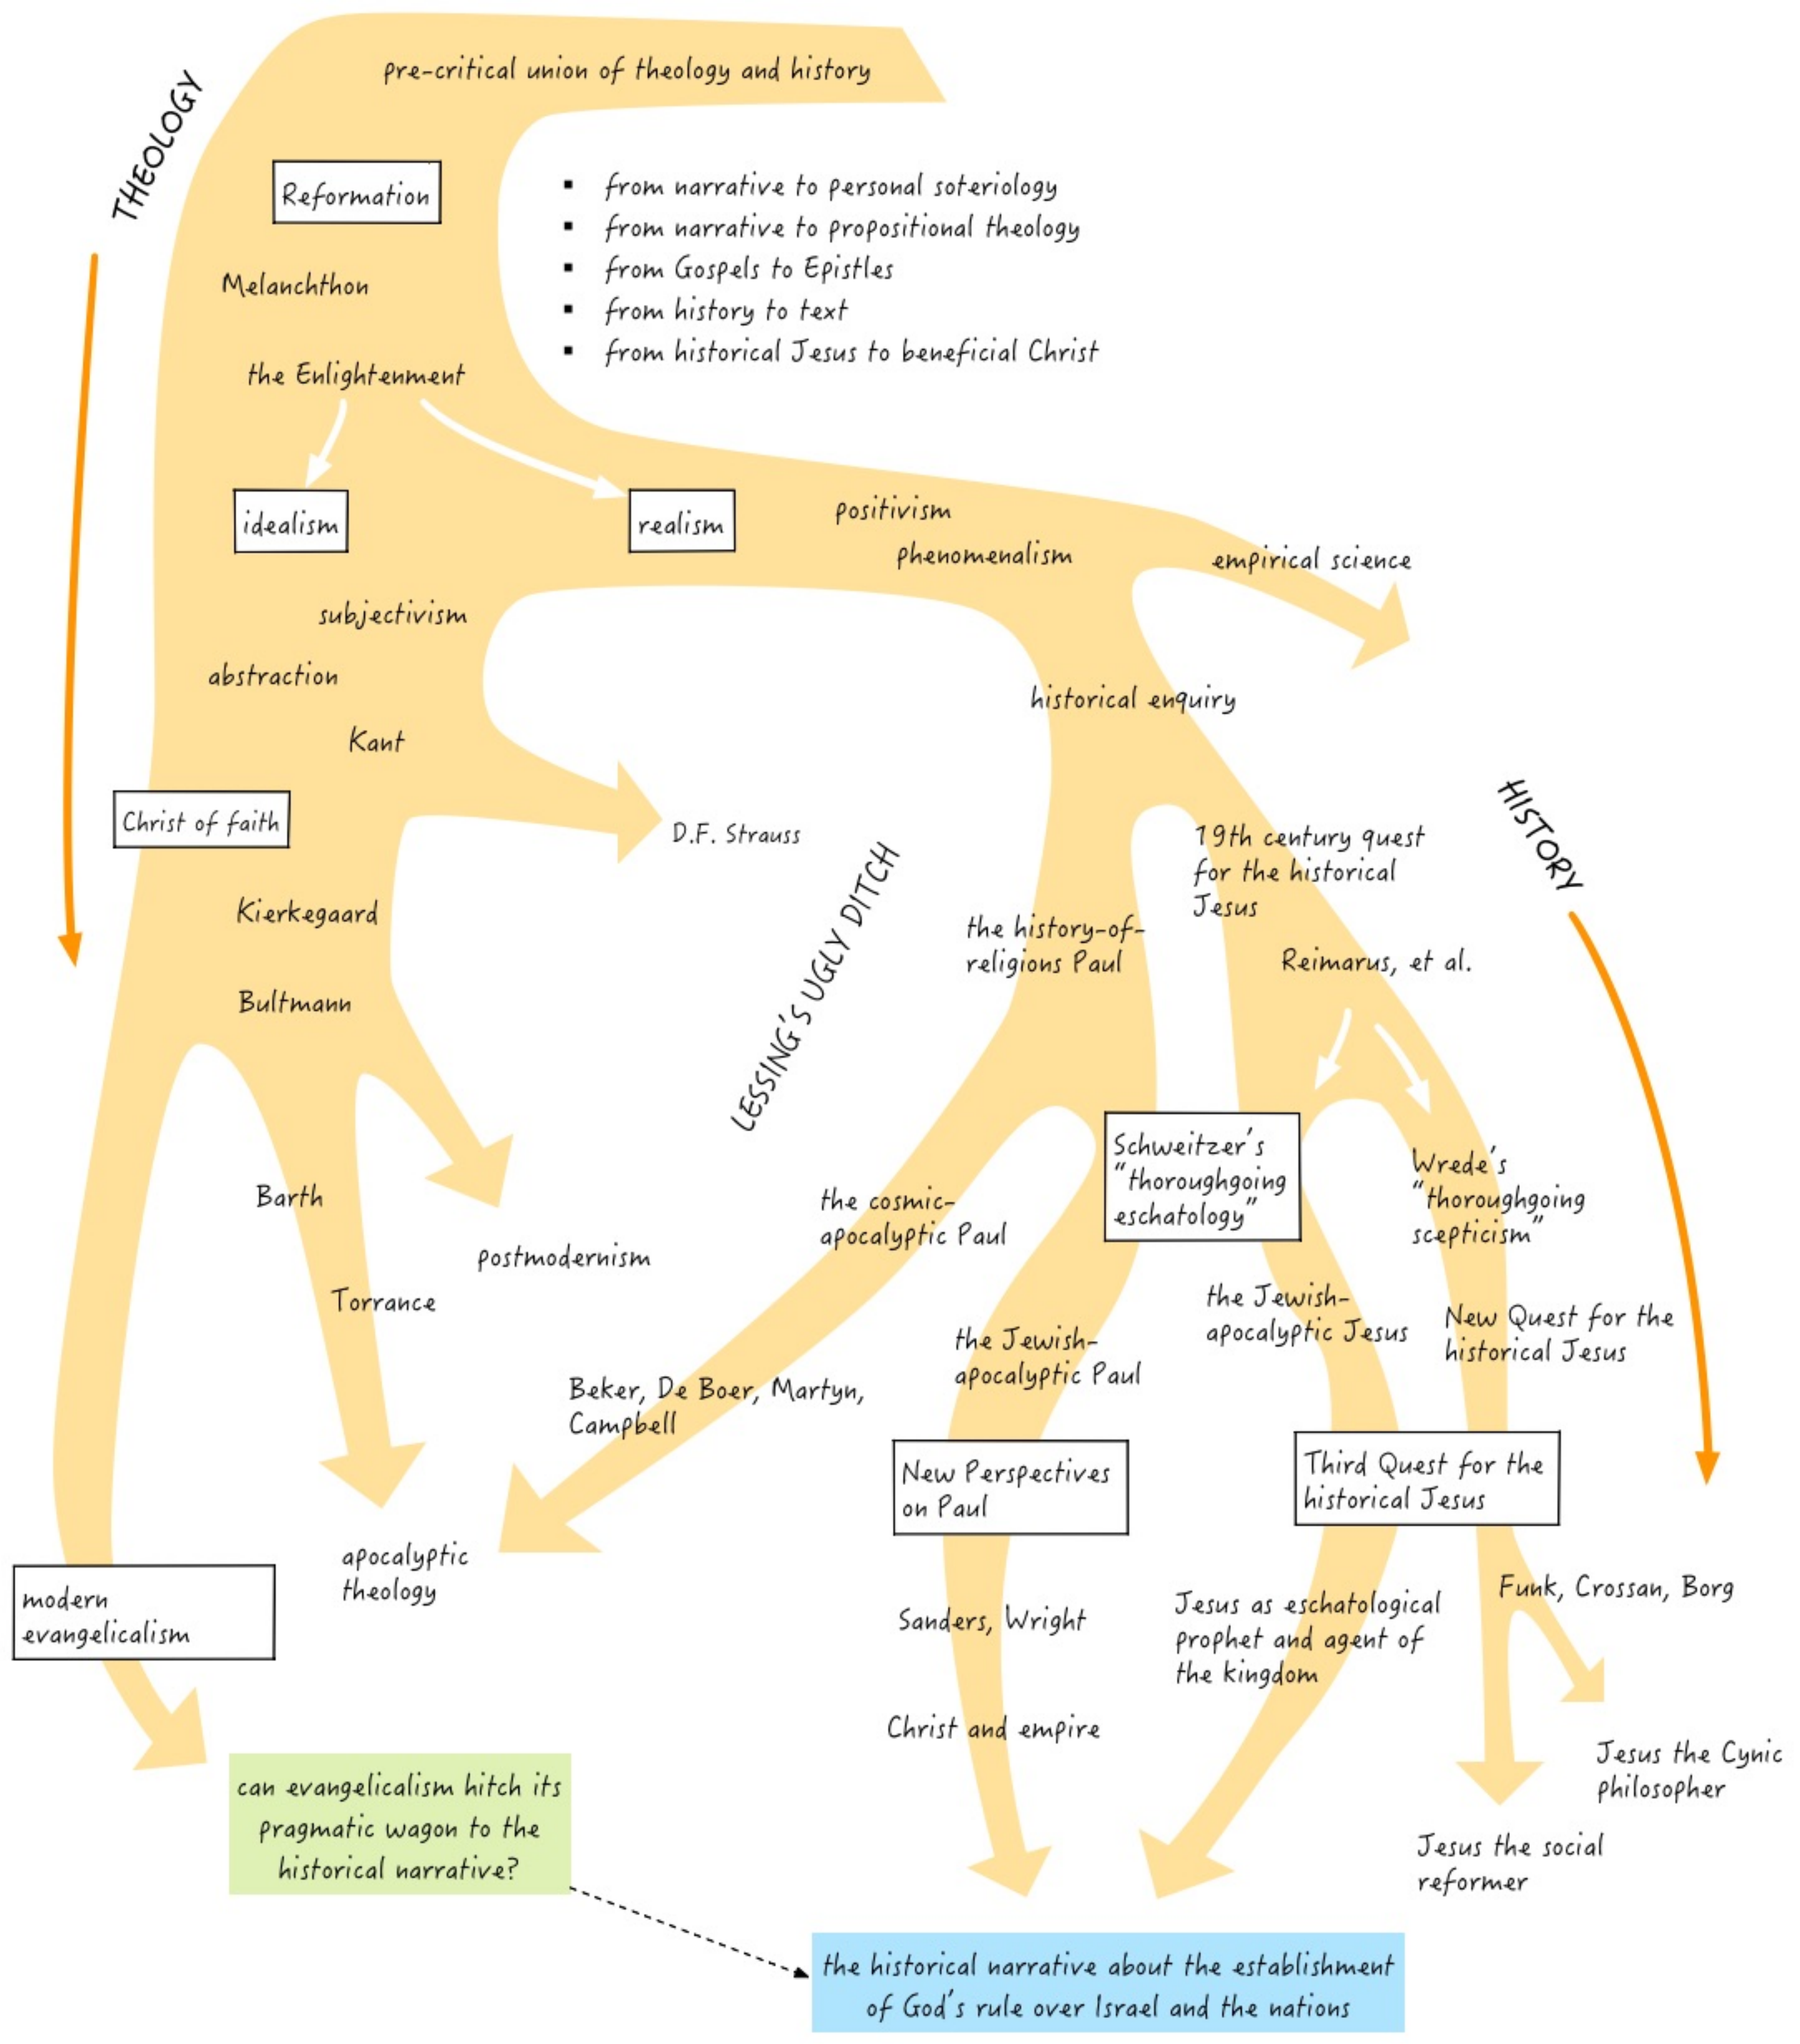 pre-critical union of theology and history
THEOLOGY
Reformation
▪ from narrative to personal soteriology
▪ from narrative to propositional theology
▪ from Gospels to Epistles
▪ from history to text
▪ from historical Jesus to beneficial Christ
Melanchthon
the Enlightenment
idealism
realism
positivism
phenomenalism
empirical science
subjectivism
abstraction
Kant
historical enquiry
Christ of faith
D.F. Strauss
HISTORY
19th century quest
for the historical
Jesus
LESSING'S UGLY DITCH
Kierkegaard
the history-of-
religions Paul
Reimarus, et al.
Bultmann
Schweitzer's
"thoroughgoing
eschatology"
Wrede's
"thoroughgoing
scepticism"
Barth
the cosmic-
apocalyptic Paul
postmodernism
Torrance
the Jewish-
apocalyptic Jesus
New Quest for the
historical Jesus
the Jewish-
apocalyptic Paul
Beker, De Boer, Martyn,
Campbell
New Perspectives
on Paul
Third Quest for the
historical Jesus
apocalyptic
theology
modern
evangelicalism
Sanders, Wright
Jesus as eschatological
prophet and agent of
the kingdom
Funk, Crossan, Borg
Christ and empire
Jesus the Cynic
philosopher
can evangelicalism hitch its
pragmatic wagon to the
historical narrative?
Jesus the social
reformer
the historical narrative about the establishment
of God's rule over Israel and the nations